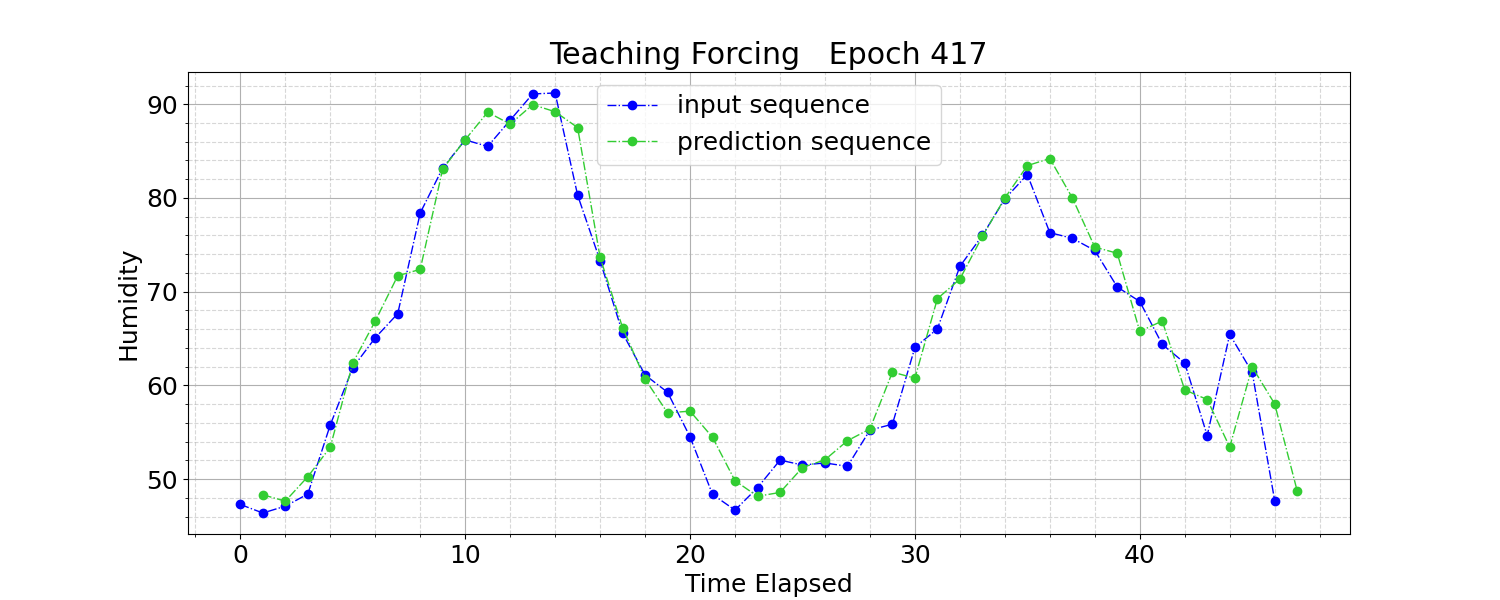 Teaching Forcing   Epoch 417
input sequence
prediction sequence
Humidity
90
80
70
60
50
0 10 20 30 40
Time Elapsed